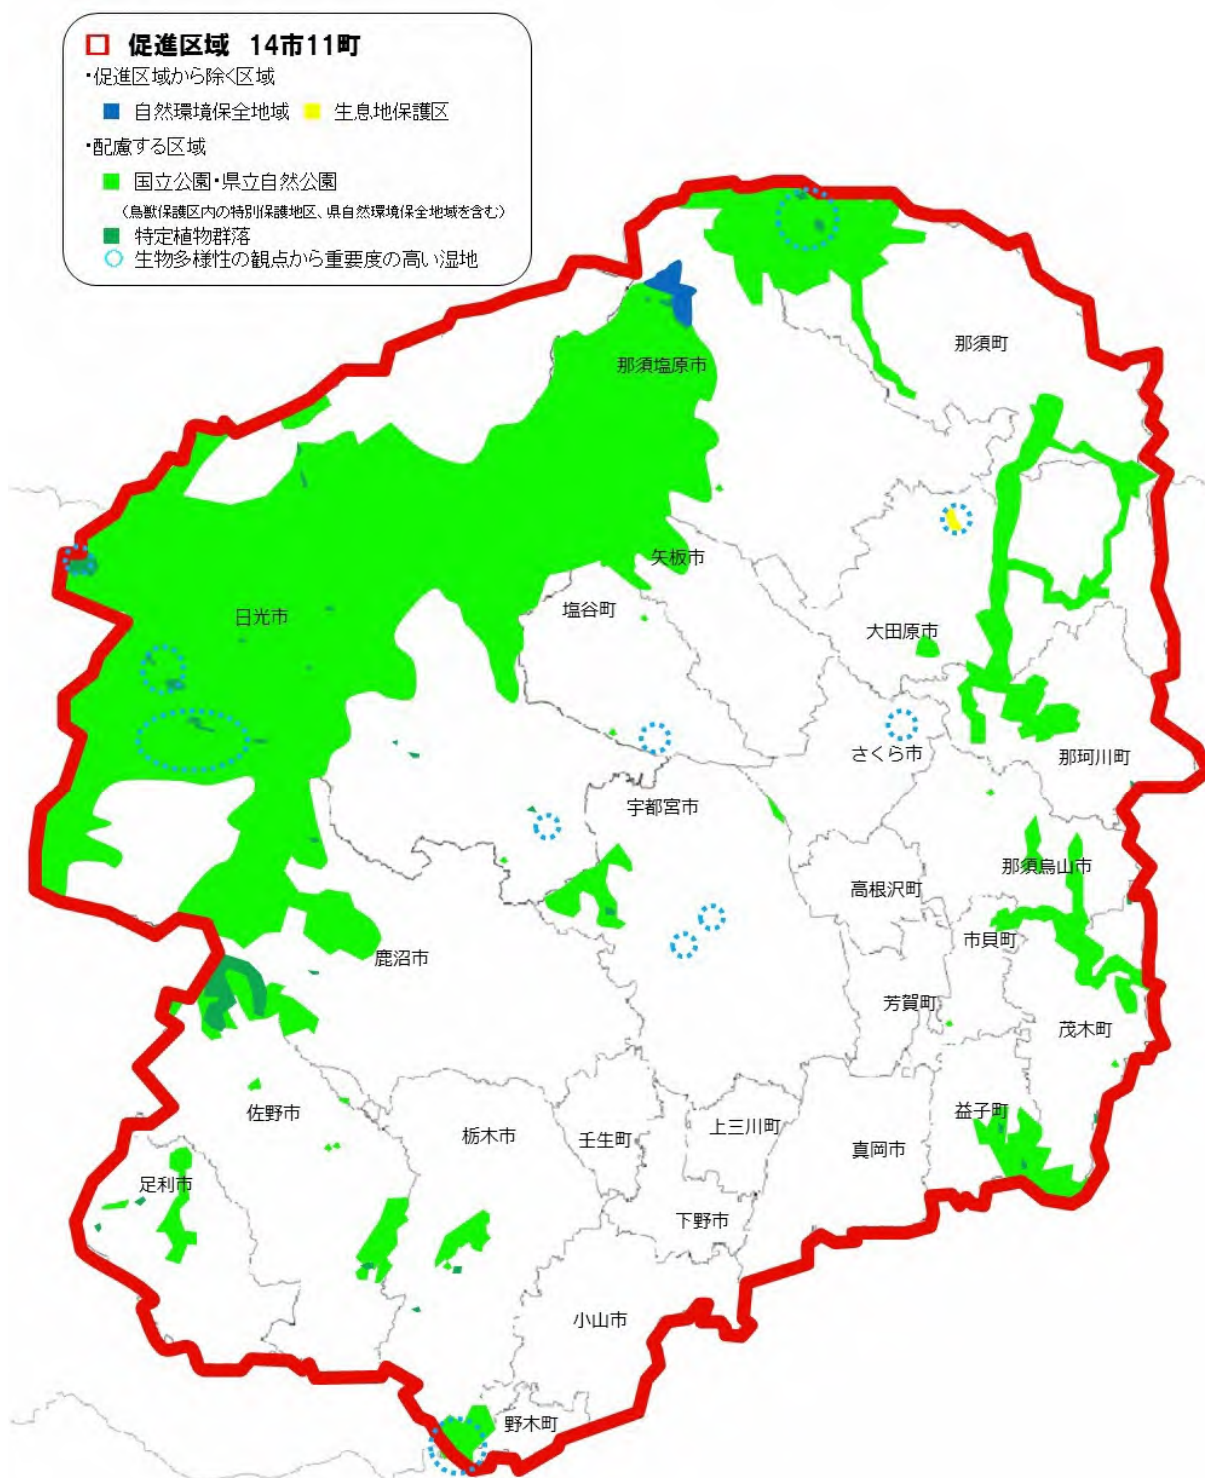 促進区域 14市11町
・促進区域から除く区域
自然環境保全地域 生息地保護区
・配慮する区域
国立公園・県立自然公園
（鳥獣保護区内の特別保護地区、県自然環境保全地域を含む）
特定植物群落
生物多様性の観点から重要度の高い湿地
那須町
那須塩原市
矢板市
塩谷町
日光市
大田原市
さくら市
那珂川町
宇都宮市
那須烏山市
高根沢町
市貝町
鹿沼市
芳賀町
茂木町
佐野市
益子町
栃木市
壬生町
上三川町
真岡市
足利市
下野市
小山市
野木町